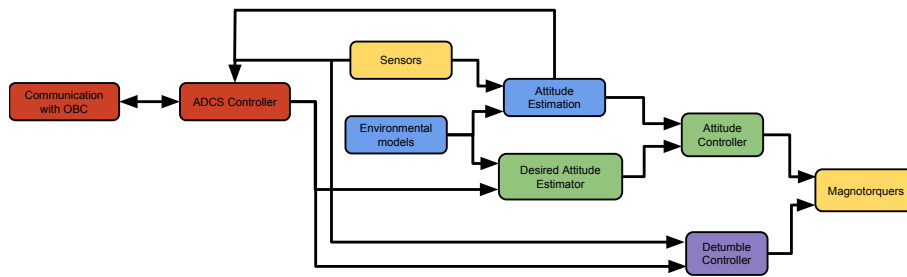 Sensors
Communication
with OBC
ADCS Controller
Attitude
Estimation
Environmental
models
Attitude
Controller
Desired Attitude
Estimator
Magnotorquers
Detumble
Controller